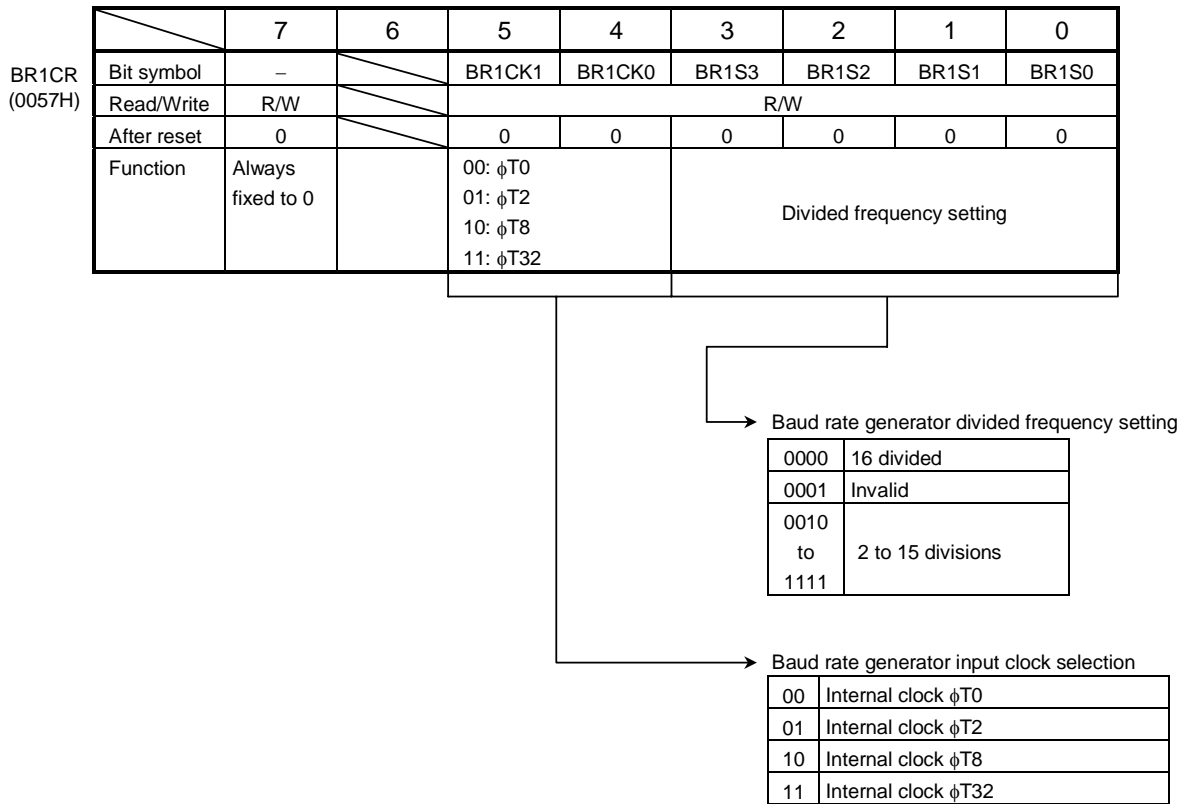 7 6 5 4 3 2 1 0
BR1CR
(0057H)
Bit symbol − BR1CK1 BR1CK0 BR1S3 BR1S2 BR1S1 BR1S0
Read/Write R/W R/W
After reset 0 0 0 0 0 0 0
Function Always
fixed to 0
00: ϕT0
01: ϕT2
10: ϕT8
11: ϕT32
Divided frequency setting
Baud rate generator divided frequency setting
0000 16 divided
0001 Invalid
0010
to 2 to 15 divisions
1111
Baud rate generator input clock selection
00 Internal clock ϕT0
01 Internal clock ϕT2
10 Internal clock ϕT8
11 Internal clock ϕT32